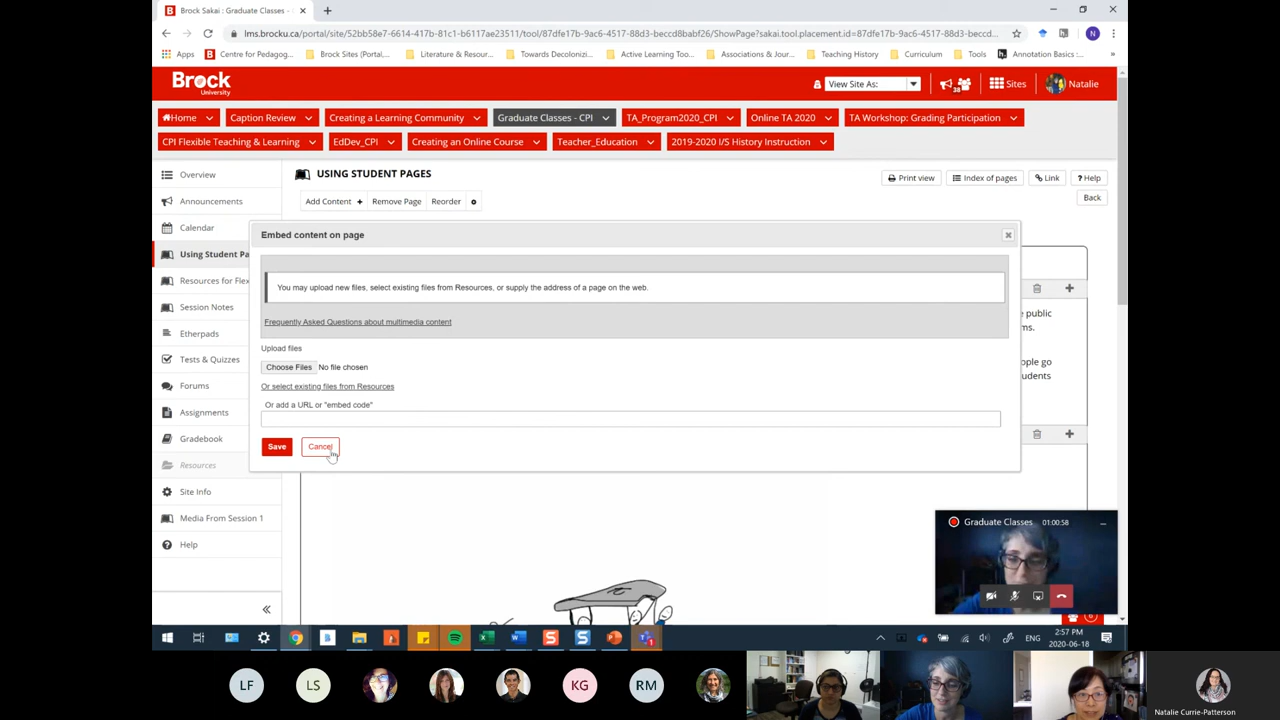 Brock Sakai : Graduate Classes -
lms.brocku.ca/portal/site/52bb58e7-6614-417b-81c1-b6117ae23511/tool/87dfe17b-9ac6-4517-88d3-beccd8babf26/ShowPage?sakai.tool.placement.id=87dfe17b-9ac6-4517-88d3-beccd...
N
Apps
Centre for Pedagog...
Brock Sites (Portal,...
Literature & Resour...
Towards Decolonizi...
Active Learning Too...
Associations & Jour...
Teaching History
Curriculum
Tools
Annotation Basics :...
Brock University
View Site As:
38
Sites
Natalie
Home
Caption Review
Creating a Learning Community
Graduate Classes - CPI
TA_Program2020_CPI
Online TA 2020
TA Workshop: Grading Participation
CPI Flexible Teaching & Learning
EdDev_CPI
Creating an Online Course
Teacher_Education
2019-2020 I/S History Instruction
Overview
Announcements
Calendar
Using Student Pa
Resources for Flex
Session Notes
Etherpads
Tests & Quizzes
Forums
Assignments
Gradebook
Resources
Site Info
Media From Session 1
Help
USING STUDENT PAGES
Print view
Index of pages
Link
? Help
Add Content +
Remove Page
Reorder
Back
Embed content on page
You may upload new files, select existing files from Resources, or supply the address of a page on the web.
Frequently Asked Questions about multimedia content
Upload files
Choose Files No file chosen
Or select existing files from Resources
Or add a URL or "embed code"
Save
Cancel
e public
ms.
ople go
udents
Graduate Classes 01:00:58
ENG
2:57 PM
2020-06-18
LF
LS
KG
RM
Natalie Currie-Patterson